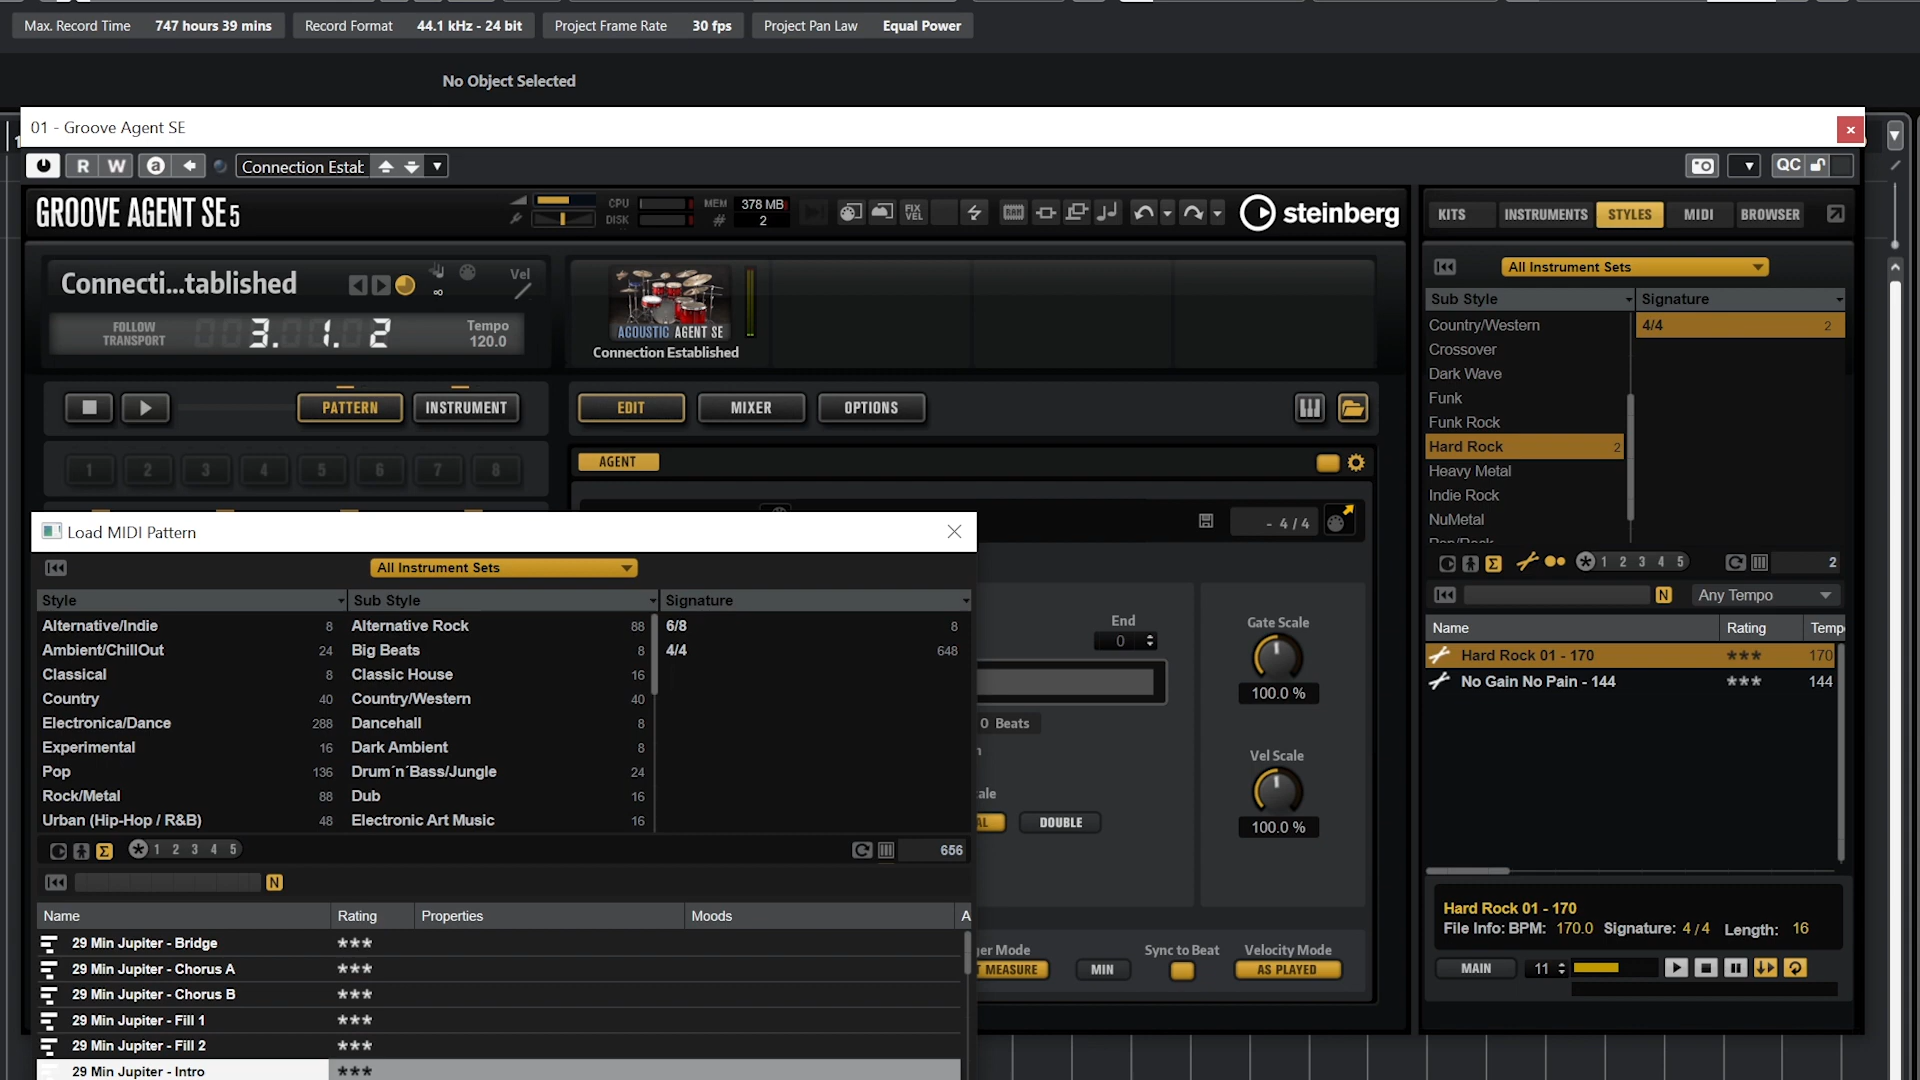 Max. Record Time 747 hours 39 mins Record Format 44.1 kHz - 24 bit Project Frame Rate 30 fps Project Pan Law Equal Power
No Object Selected
01 - Groove Agent SE
R W a Connection Estat QC
GROOVE AGENT SE5
CPU
DISK
MEM 378 MB
# 2
FIX VEL
steinberg
KITS INSTRUMENTS STYLES MIDI BROWSER
Connecti...tablished
Vel
FOLLOW TRANSPORT
3. 1. 2
Tempo
120.0
ACOUSTIC AGENT SE
Connection Established
PATTERN INSTRUMENT
EDIT MIXER OPTIONS
1 2 3 4 5 6 7 8
AGENT
- 4 / 4
End
0
0 Beats
ale
AL DOUBLE
Gate Scale
100.0 %
Vel Scale
100.0 %
ger Mode
T MEASURE
MIN
Sync to Beat
Velocity Mode
AS PLAYED
Load MIDI Pattern
All Instrument Sets
Style Sub Style Signature
Alternative/Indie 8 Alternative Rock 88 6/8 8
Ambient/ChillOut 24 Big Beats 8 4/4 648
Classical 8 Classic House 16
Country 40 Country/Western 40
Electronica/Dance 288 Dancehall 8
Experimental 16 Dark Ambient 8
Pop 136 Drum´n´Bass/Jungle 24
Rock/Metal 88 Dub 16
Urban (Hip-Hop / R&B) 48 Electronic Art Music 16
Σ 1 2 3 4 5 656
N
Name Rating Properties Moods A
29 Min Jupiter - Bridge ***
29 Min Jupiter - Chorus A ***
29 Min Jupiter - Chorus B ***
29 Min Jupiter - Fill 1 ***
29 Min Jupiter - Fill 2 ***
29 Min Jupiter - Intro ***
All Instrument Sets
Sub Style Signature
Country/Western 4/4 2
Crossover
Dark Wave
Funk
Funk Rock
Hard Rock 2
Heavy Metal
Indie Rock
NuMetal
Pop/Rock
Σ 1 2 3 4 5 2
N Any Tempo
Name Rating Temp
Hard Rock 01 - 170 *** 170
No Gain No Pain - 144 *** 144
Hard Rock 01 - 170
File Info: BPM: 170.0 Signature: 4 / 4 Length: 16
MAIN 11